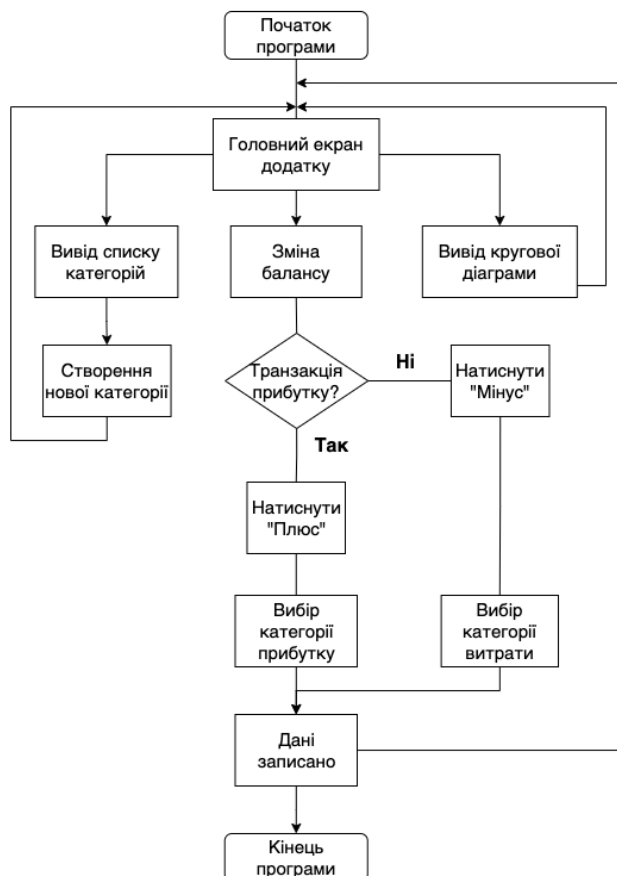 Початок
програми
Головний екран
додатку
Вивід списку
категорій
Зміна
балансу
Вивід кругової
діаграми
Створення
нової категорії
Транзакція
прибутку?
Ні
Натиснути
"Мінус"
Так
Натиснути
"Плюс"
Вибір
категорії
прибутку
Вибір
категорії
витрати
Дані
записано
Кінець
програми